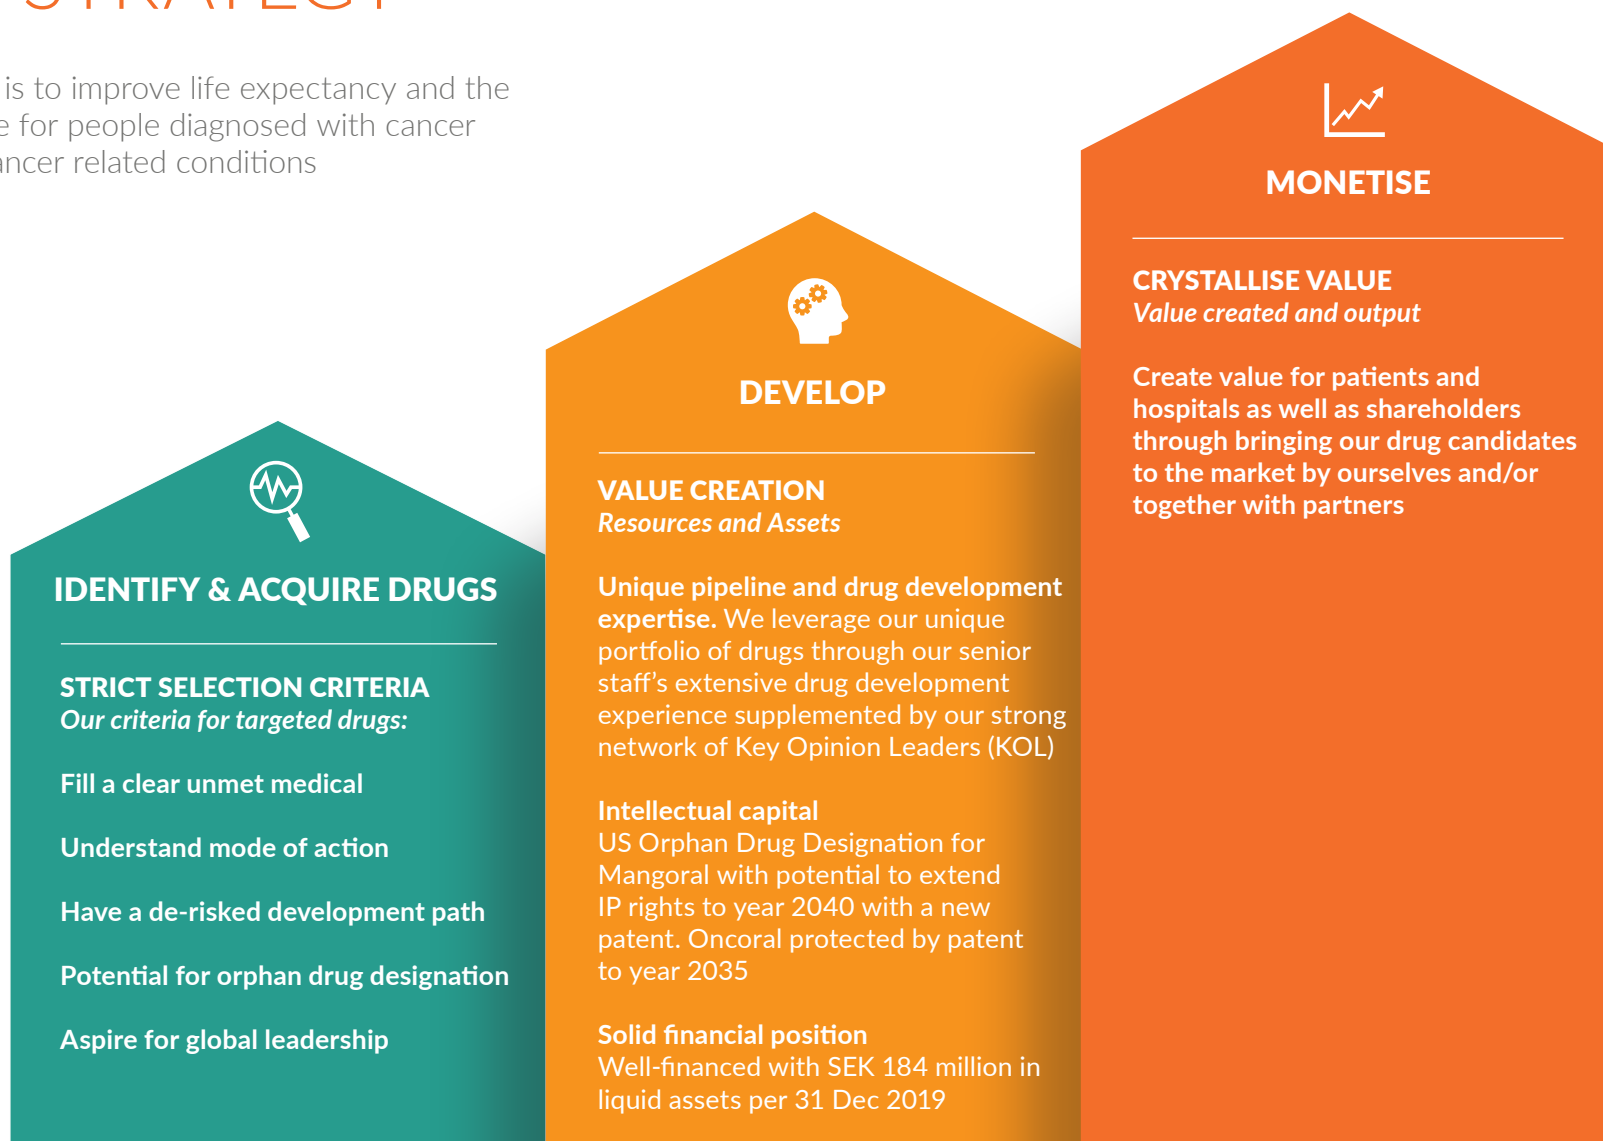 STRATEGY
is to improve life expectancy and the
for people diagnosed with cancer
related conditions
IDENTIFY & ACQUIRE DRUGS
STRICT SELECTION CRITERIA
Our criteria for targeted drugs:
Fill a clear unmet medical
Understand mode of action
Have a de-risked development path
Potential for orphan drug designation
Aspire for global leadership
DEVELOP
VALUE CREATION
Resources and Assets
Unique pipeline and drug development
expertise. We leverage our unique
portfolio of drugs through our senior
staff's extensive drug development
experience supplemented by our strong
network of Key Opinion Leaders (KOL)
Intellectual capital
US Orphan Drug Designation for
Mangoral with potential to extend
IP rights to year 2040 with a new
patent. Oncoral protected by patent
to year 2035
Solid financial position
Well-financed with SEK 184 million in
liquid assets per 31 Dec 2019
MONETISE
CRYSTALLISE VALUE
Value created and output
Create value for patients and
hospitals as well as shareholders
through bringing our drug candidates
to the market by ourselves and/or
together with partners